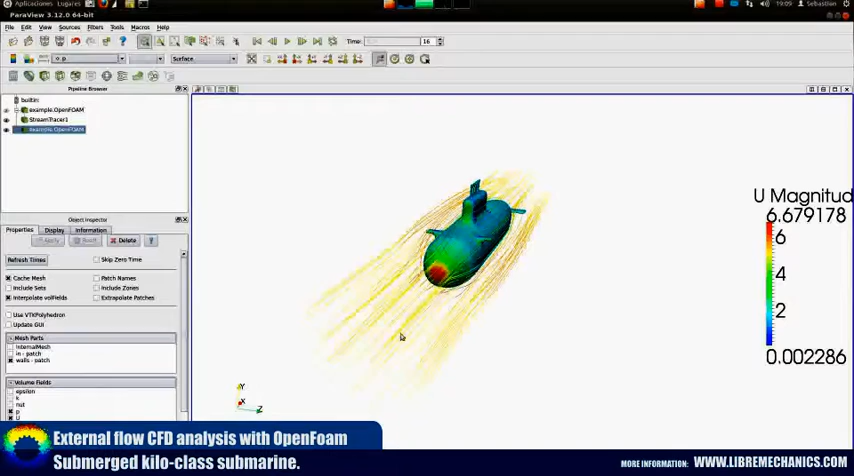 Aplicaciones Lugares
19:09 Sebastian
ParaView 3.12.0 64-bit
File Edit View Sources Filters Tools Macros Help
Time: 16
p
Surface
Pipeline Browser
builtin:
example.OpenFOAM
StreamTracer1
example.OpenFOAM
Object Inspector
Properties Display Information
Apply Reset Delete ?
Refresh Times Skip Zero Time
Cache Mesh Patch Names
Include Sets Include Zones
Interpolate volFields Extrapolate Patches
Use VTKPolyhedron
Update GUI
Mesh Parts
internalMesh
in - patch
walls - patch
Volume Fields
epsilon
k
nut
p
U
U Magnitud
6.679178
6
4
2
0.002286
Y
X
Z
External flow CFD analysis with OpenFoam
Submerged kilo-class submarine.
MORE INFORMATION: WWW.LIBREMECHANICS.COM